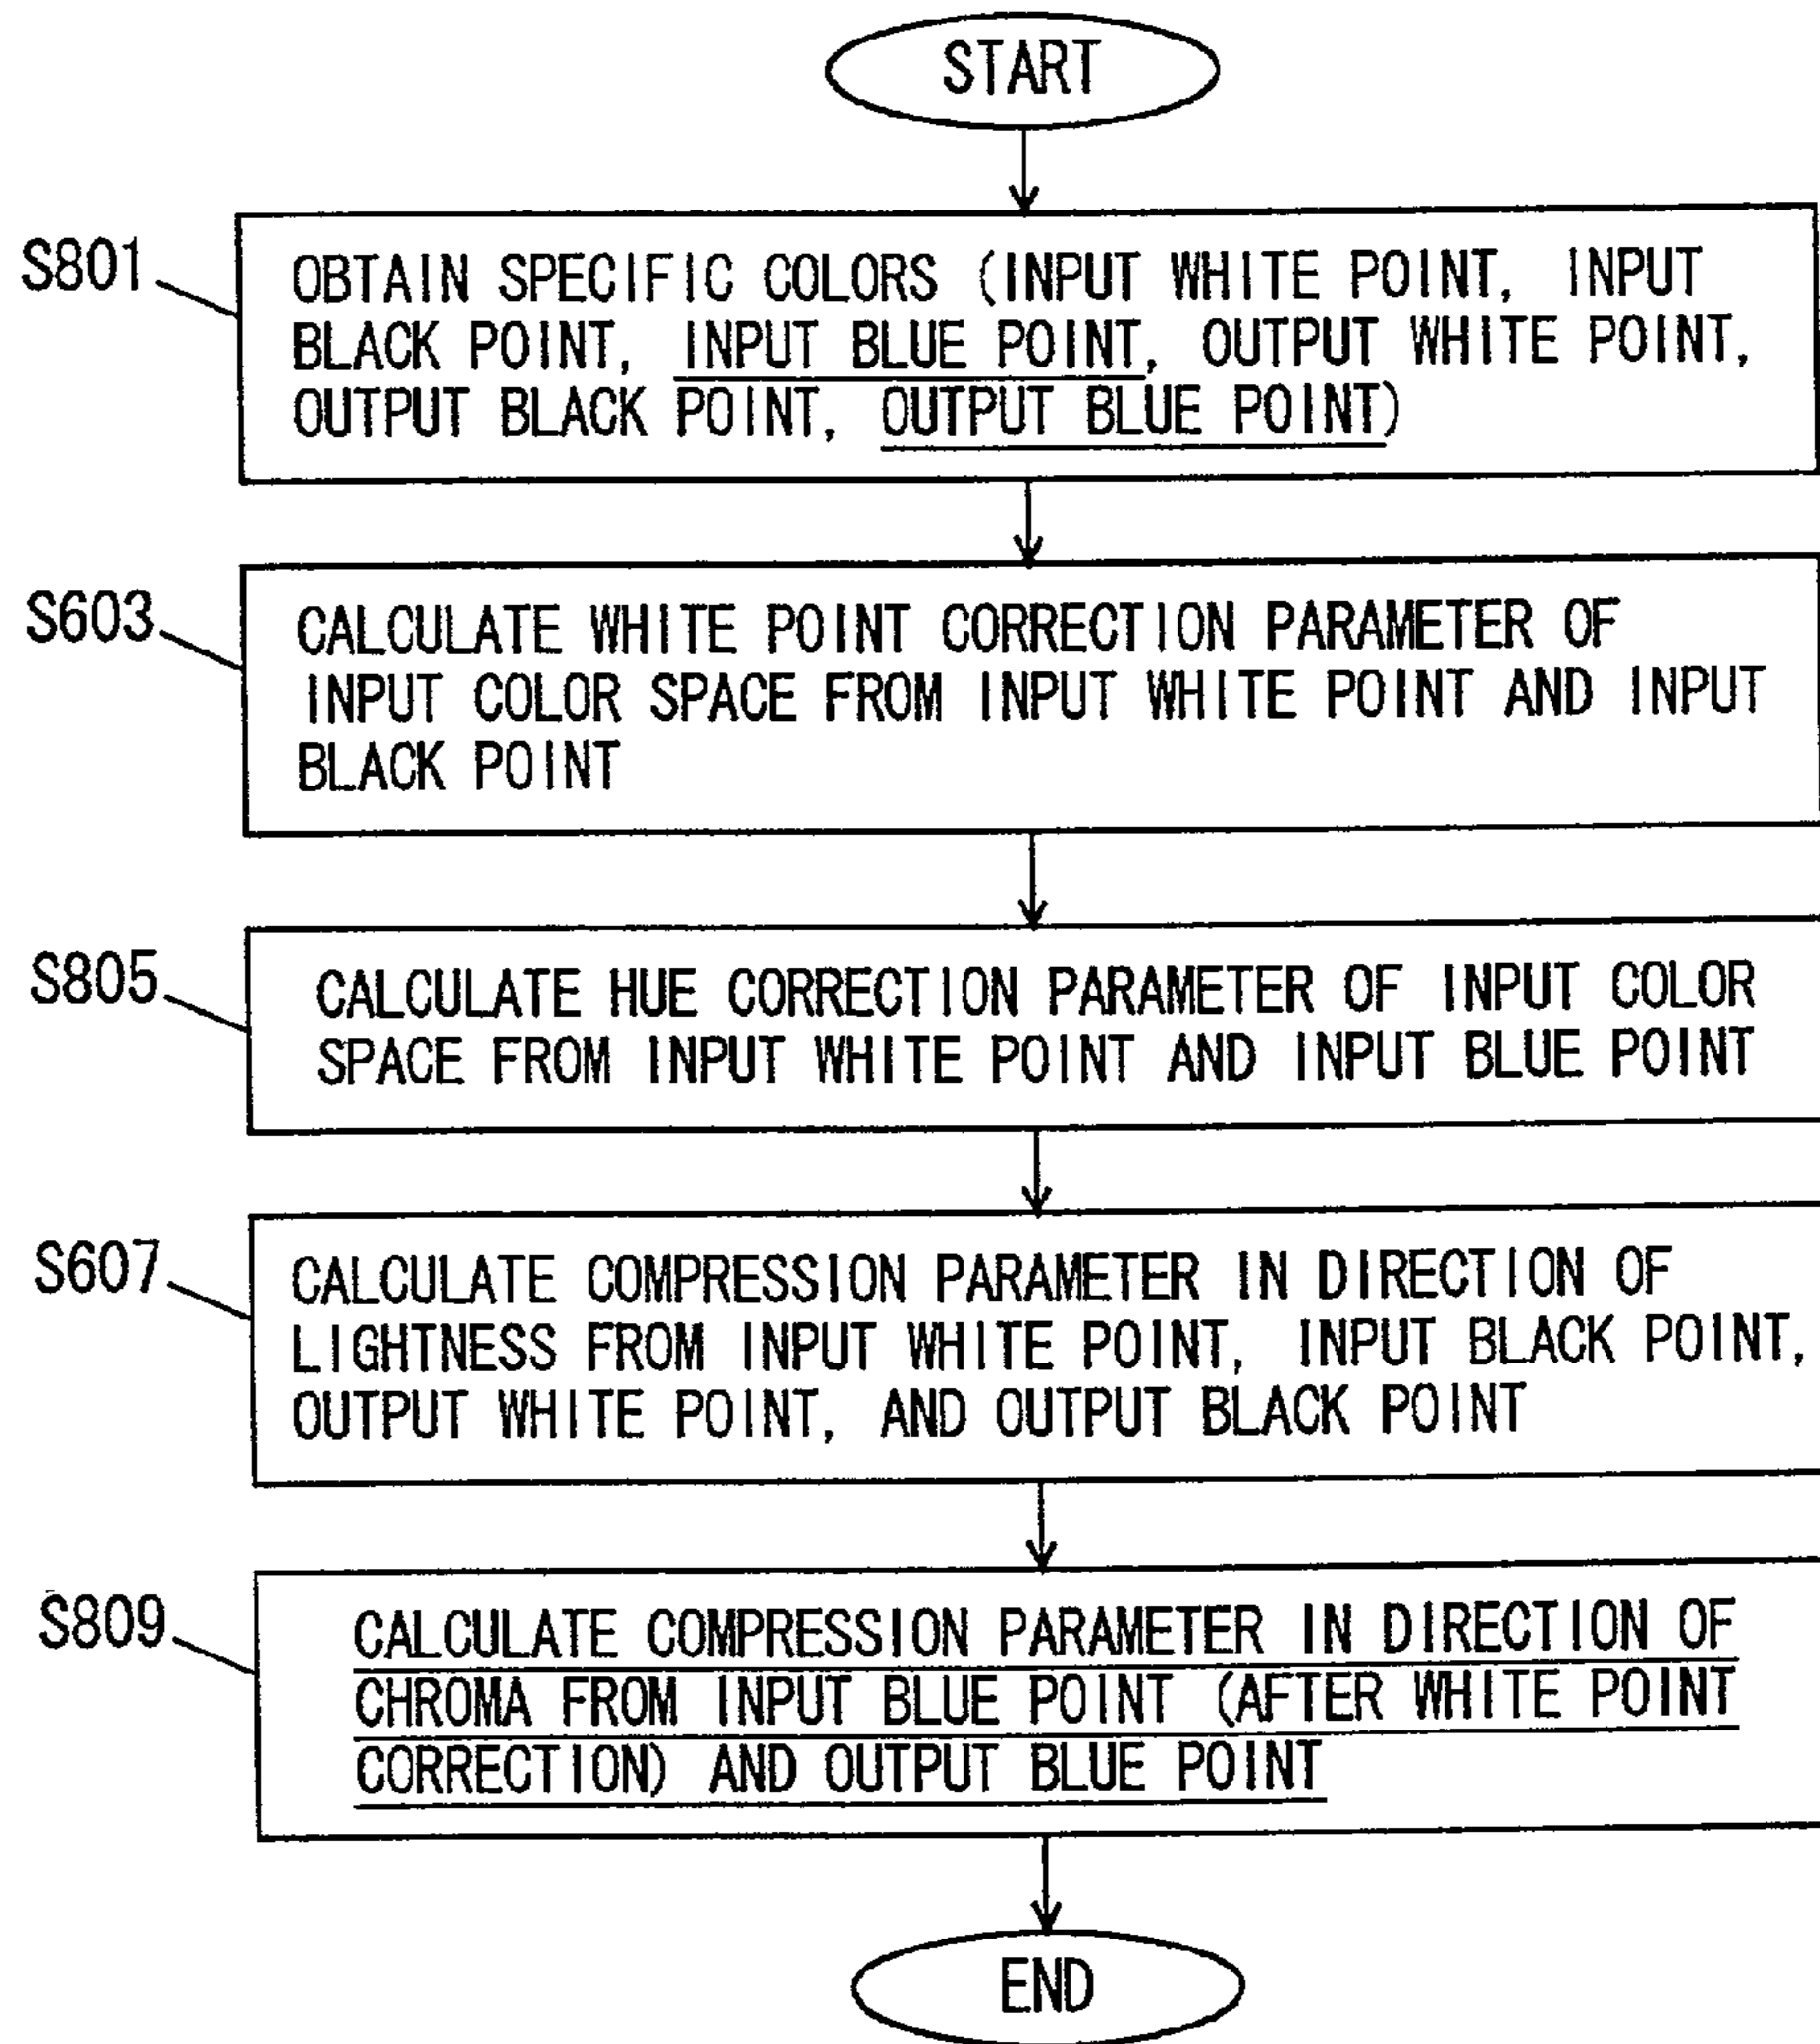 START
S801
OBTAIN SPECIFIC COLORS (INPUT WHITE POINT, INPUT
BLACK POINT, INPUT BLUE POINT, OUTPUT WHITE POINT,
OUTPUT BLACK POINT, OUTPUT BLUE POINT)
S603
CALCULATE WHITE POINT CORRECTION PARAMETER OF
INPUT COLOR SPACE FROM INPUT WHITE POINT AND INPUT
BLACK POINT
S805
CALCULATE HUE CORRECTION PARAMETER OF INPUT COLOR
SPACE FROM INPUT WHITE POINT AND INPUT BLUE POINT
S607
CALCULATE COMPRESSION PARAMETER IN DIRECTION OF
LIGHTNESS FROM INPUT WHITE POINT, INPUT BLACK POINT,
OUTPUT WHITE POINT, AND OUTPUT BLACK POINT
S809
CALCULATE COMPRESSION PARAMETER IN DIRECTION OF
CHROMA FROM INPUT BLUE POINT (AFTER WHITE POINT
CORRECTION) AND OUTPUT BLUE POINT
END